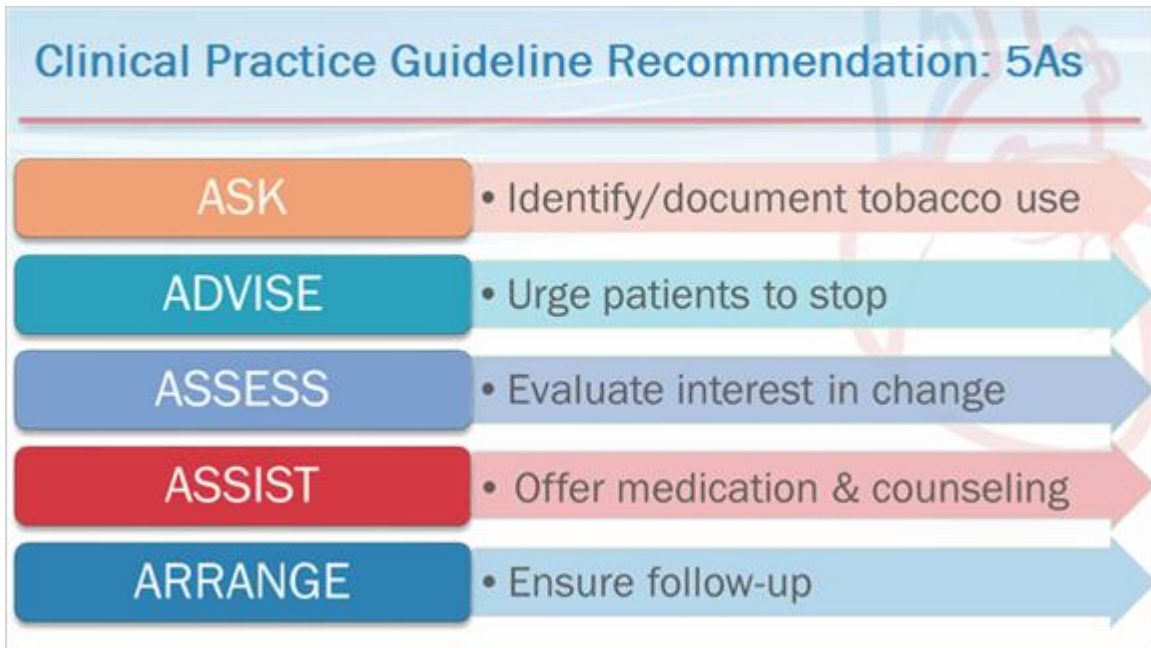 Clinical Practice Guideline Recommendation: 5As
ASK
• Identify/document tobacco use
ADVISE
• Urge patients to stop
ASSESS
• Evaluate interest in change
ASSIST
• Offer medication & counseling
ARRANGE
• Ensure follow-up